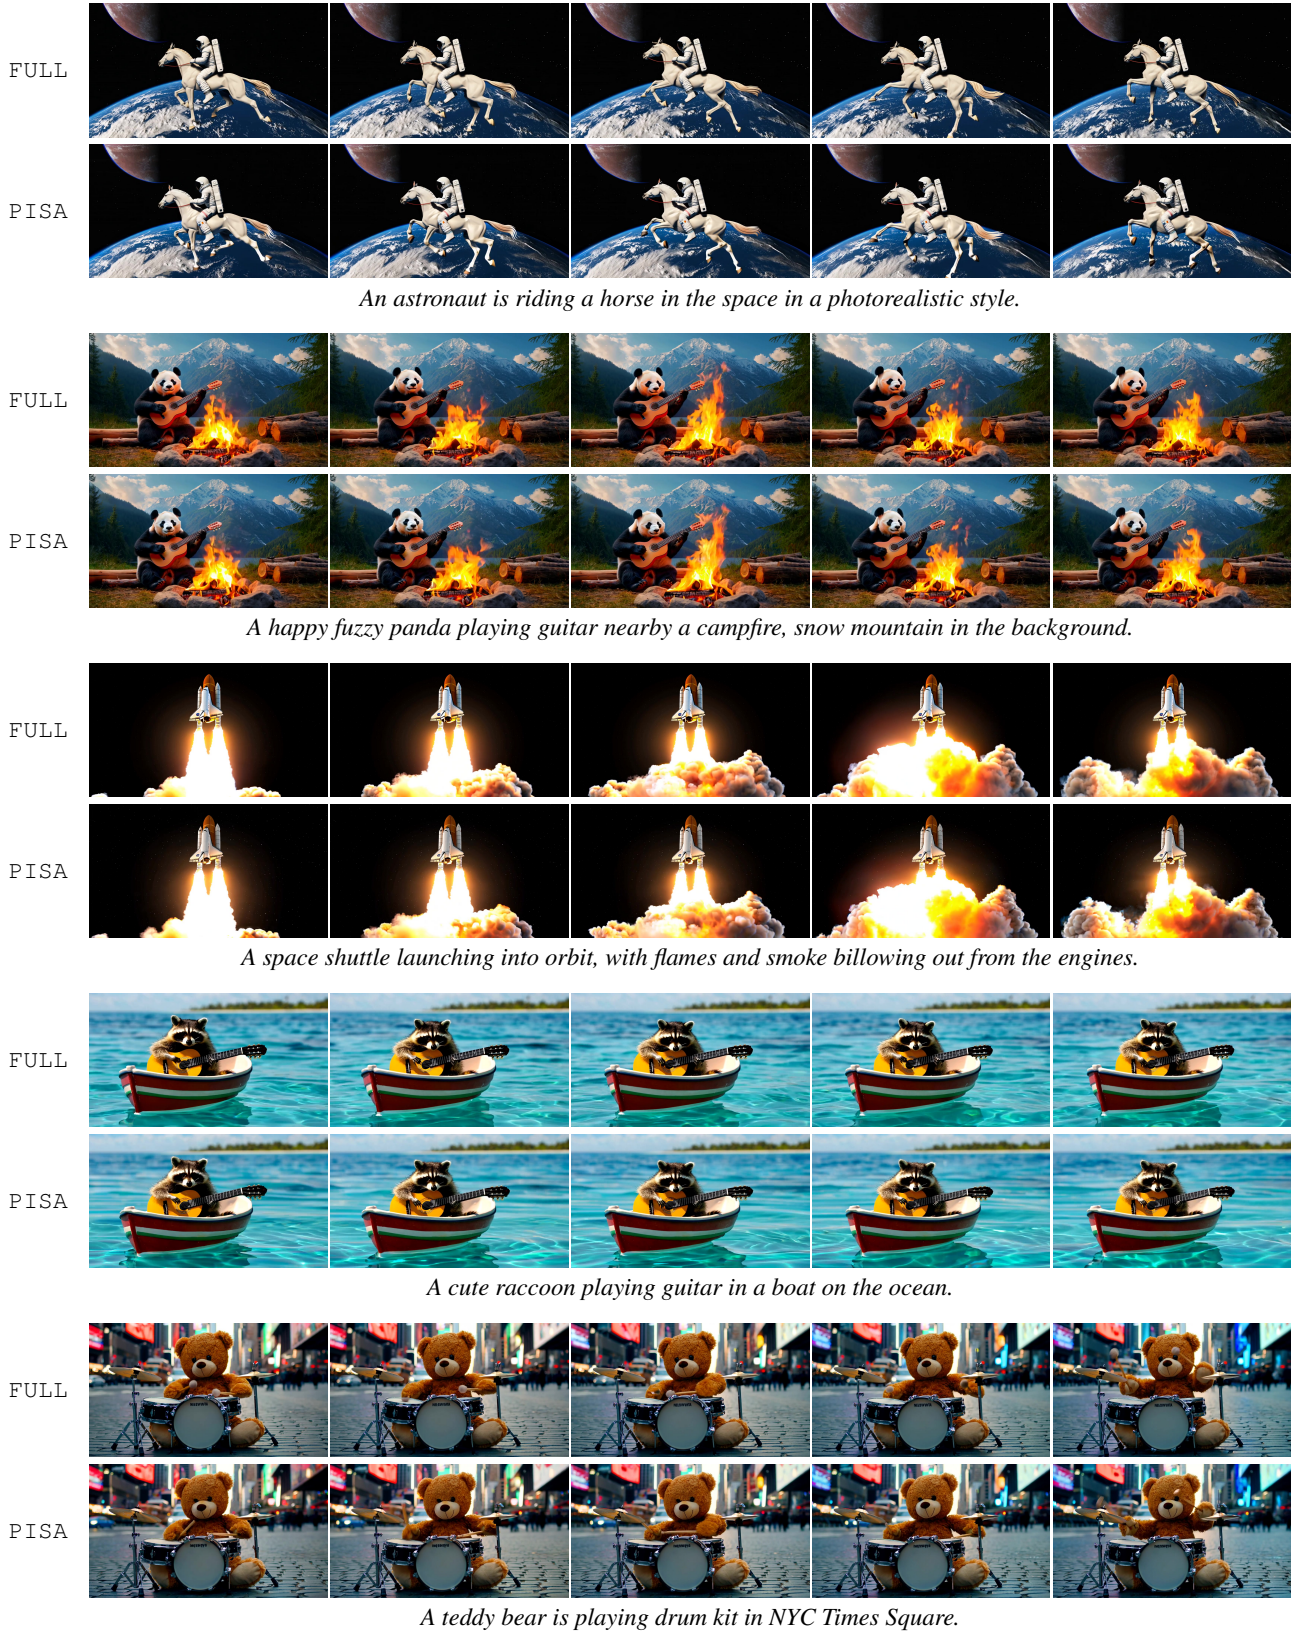 FULL
PISA
An astronaut is riding a horse in the space in a photorealistic style.
FULL
PISA
A happy fuzzy panda playing guitar nearby a campfire, snow mountain in the background.
FULL
PISA
A space shuttle launching into orbit, with flames and smoke billowing out from the engines.
FULL
PISA
A cute raccoon playing guitar in a boat on the ocean.
FULL
PISA
A teddy bear is playing drum kit in NYC Times Square.